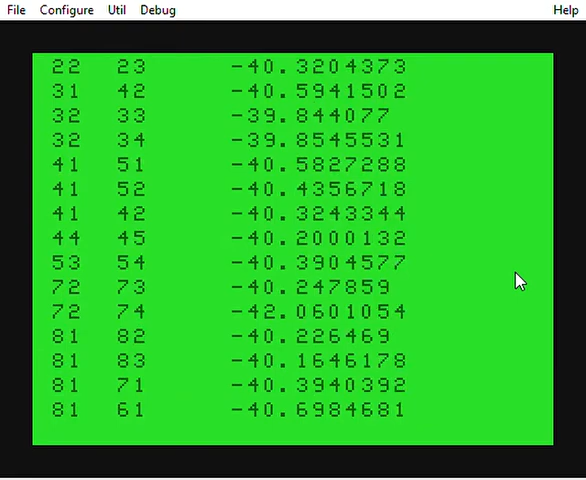 File Configure Util Debug Help
22 23 -40.3204373
31 42 -40.5941502
32 33 -39.844077
32 34 -39.8545531
41 51 -40.5827288
41 52 -40.4356718
41 42 -40.3243344
44 45 -40.2000132
53 54 -40.3904577
72 73 -40.247859
72 74 -42.0601054
81 82 -40.226469
81 83 -40.1646178
81 71 -40.3940392
81 61 -40.6984681